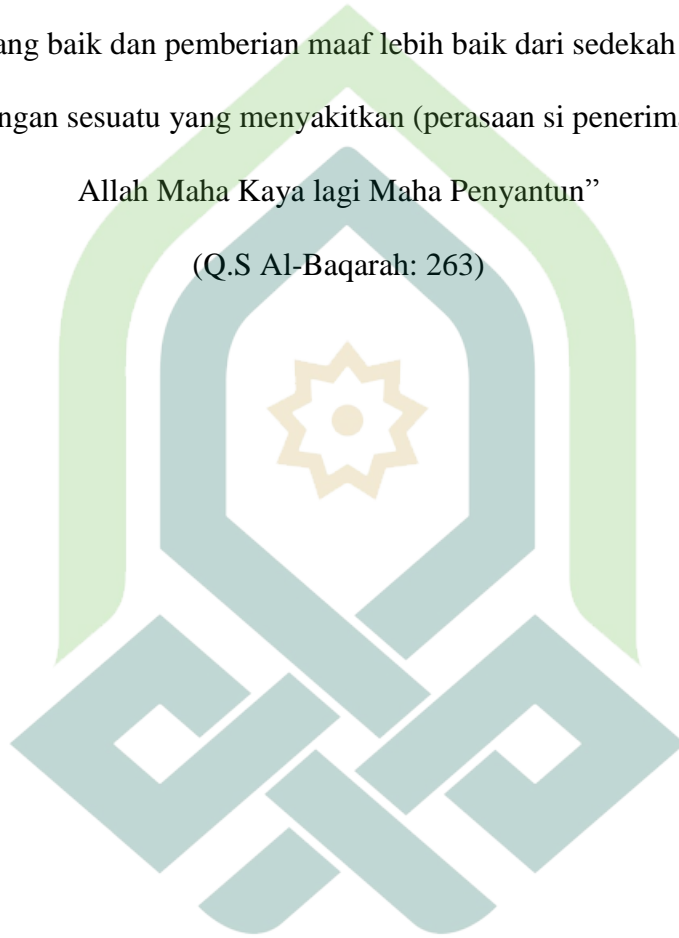 ang baik dan pemberian maaf lebih baik dari sedekah
ngan sesuatu yang menyakitkan (perasaan si penerima
Allah Maha Kaya lagi Maha Penyantun”
(Q.S Al-Baqarah: 263)